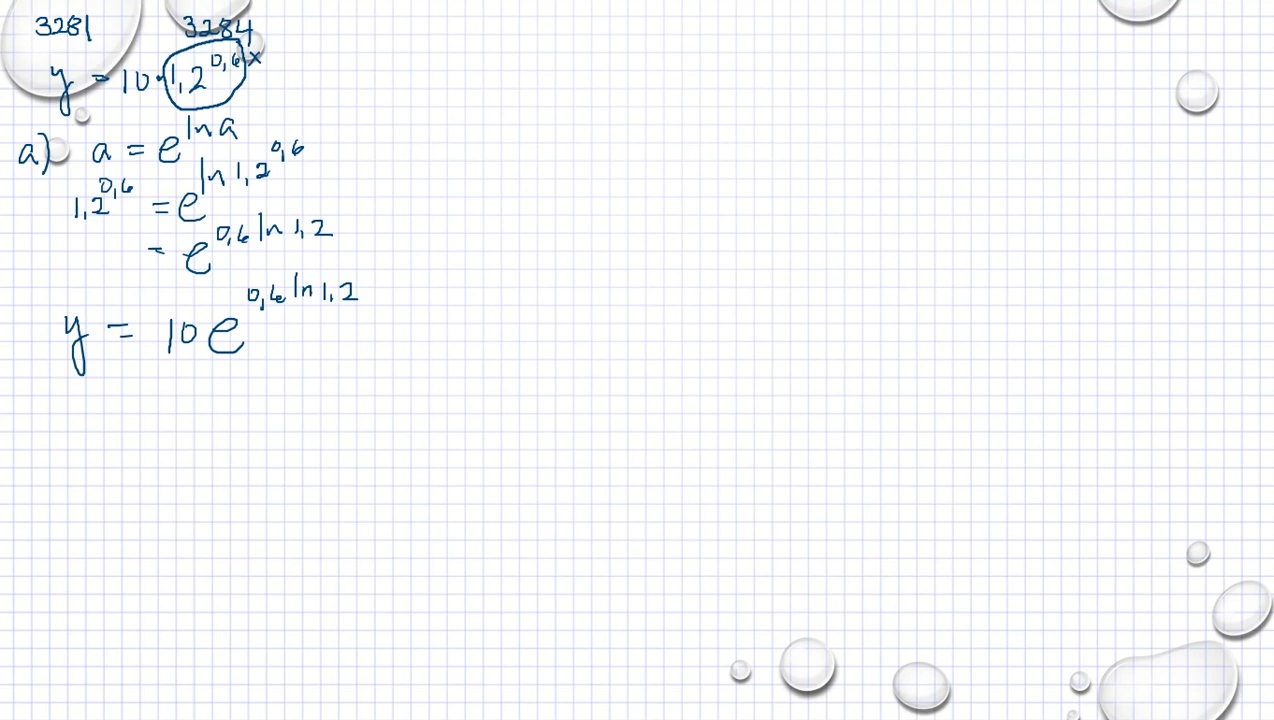 3281 3284
y = 10 · 1,2^0,6x
a) a = e^ln a
1,2^0,6 = e^ln 1,2^0,6
= e^0,6 ln 1,2
y = 10 e^0,6 ln 1,2